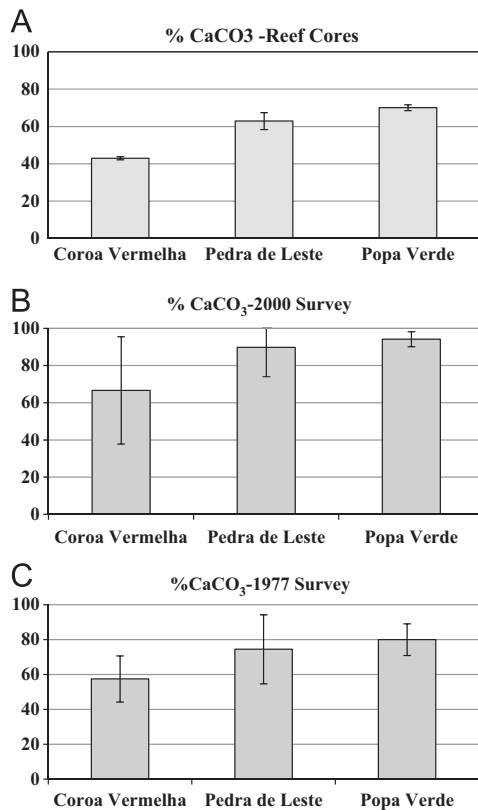 A
% CaCO3 -Reef Cores
100
80
60
40
20
0
Coroa Vermelha Pedra de Leste Popa Verde
B
% CaCO₃-2000 Survey
100
80
60
40
20
0
Coroa Vermelha Pedra de Leste Popa Verde
C
%CaCO₃-1977 Survey
100
80
60
40
20
0
Coroa Vermelha Pedra de Leste Popa Verde